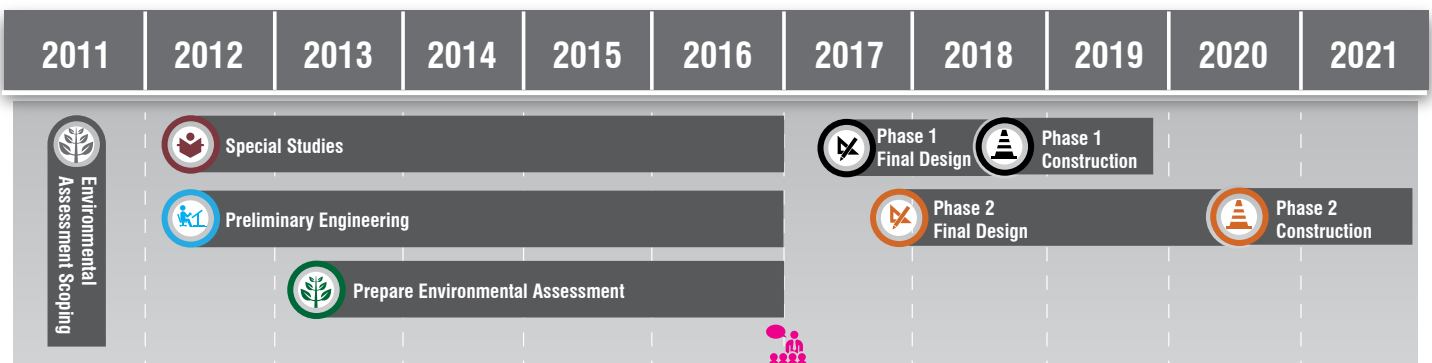 2011 2012 2013 2014 2015 2016 2017 2018 2019 2020 2021
Environmental
Assessment Scoping
Special Studies
Phase 1
Final Design
Phase 1
Construction
Preliminary Engineering
Phase 2
Final Design
Phase 2
Construction
Prepare Environmental Assessment